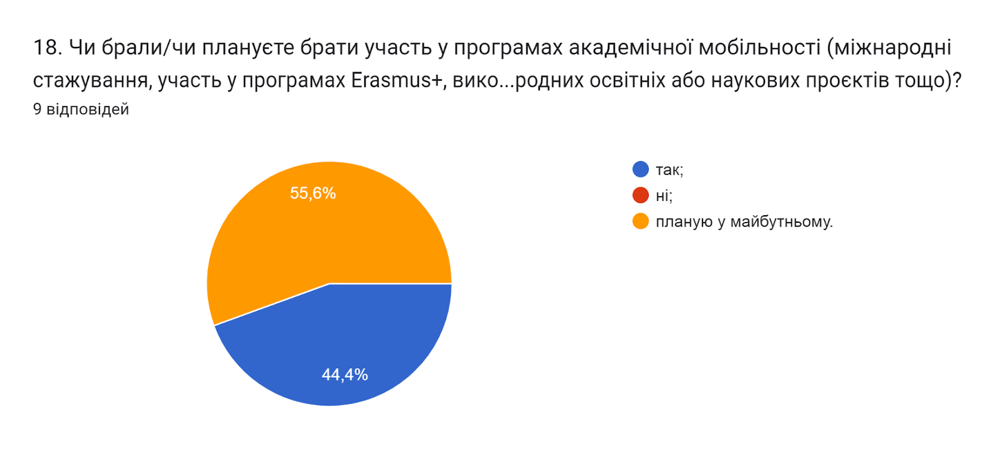 18. Чи брали/чи плануєте брати участь у програмах академічної мобільності (міжнародні
стажування, участь у програмах Erasmus+, вико...родних освітніх або наукових проєктів тощо)?
9 відповідей
55,6%
44,4%
так;
ні;
планую у майбутньому.